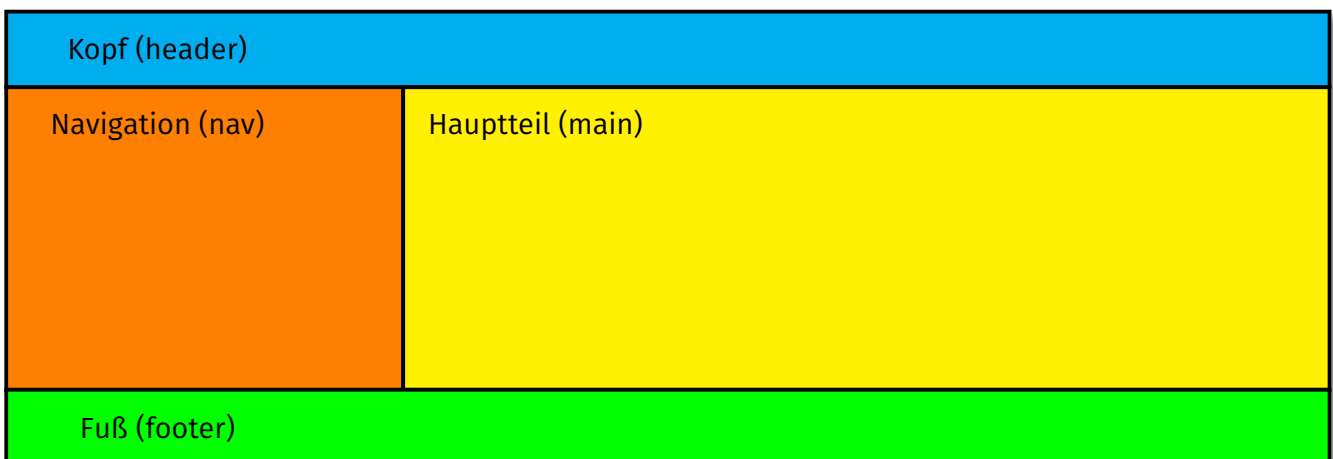 Kopf (header)
Navigation (nav)
Hauptteil (main)
Fuß (footer)